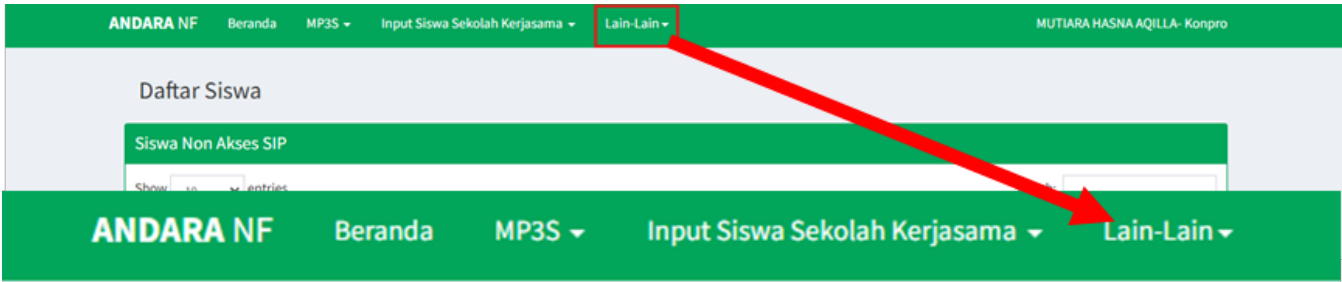 ANDARA NF Beranda MP3S Input Siswa Sekolah Kerjasama Lain-Lain MUTIARA HASNA AQILLA- Konpro
Daftar Siswa
Siswa Non Akses SIP
Show 10 entries
ANDARA NF Beranda MP3S Input Siswa Sekolah Kerjasama Lain-Lain